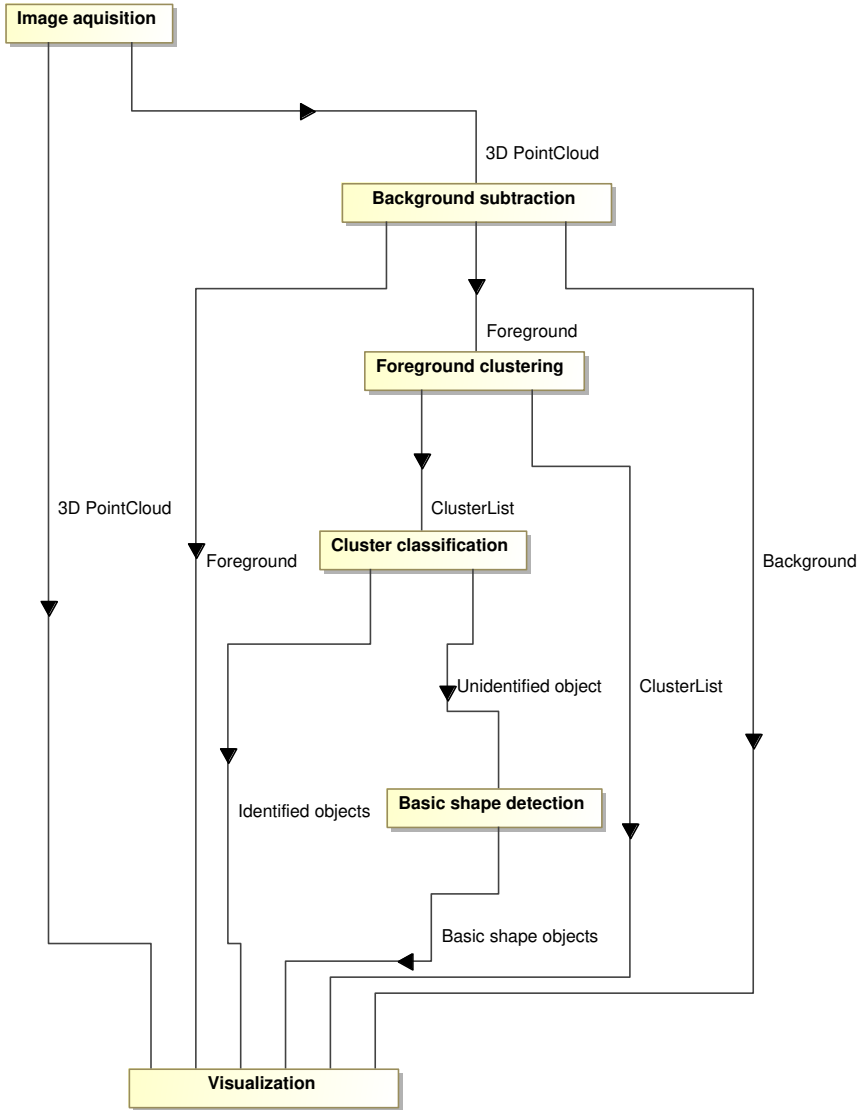 Image aquisition
3D PointCloud
Background subtraction
Foreground
Foreground clustering
3D PointCloud
ClusterList
Cluster classification
Foreground
Background
Unidentified object
ClusterList
Identified objects
Basic shape detection
Basic shape objects
Visualization